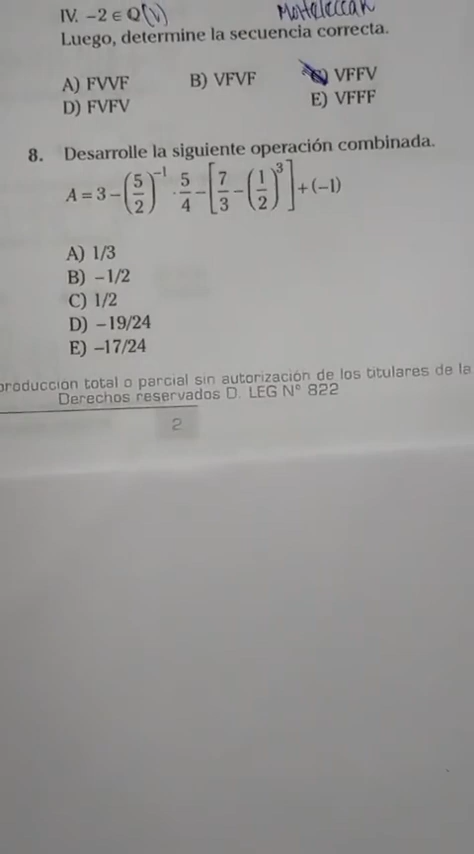 IV. −2 ∈ Q (V)
Luego, determine la secuencia correcta.
A) FVVF B) VFVF C) VFFV
D) FVFV E) VFFF
8. Desarrolle la siguiente operación combinada.
A = 3 − (5/2)⁻¹ · 5/4 − [7/3 − (1/2)³] + (−1)
A) 1/3
B) −1/2
C) 1/2
D) −19/24
E) −17/24
producción total o parcial sin autorización de los titulares de la
Derechos reservados D. LEG N° 822
2